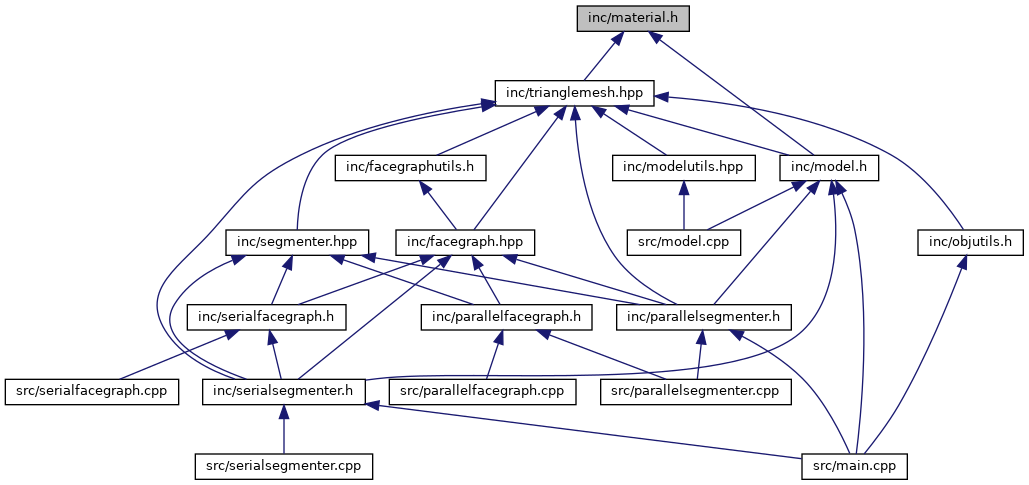 inc/material.h
inc/trianglemesh.hpp
inc/facegraphutils.h
inc/modelutils.hpp
inc/model.h
inc/segmenter.hpp
inc/facegraph.hpp
src/model.cpp
inc/objutils.h
inc/serialfacegraph.h
inc/parallelfacegraph.h
inc/parallelsegmenter.h
src/serialfacegraph.cpp
inc/serialsegmenter.h
src/parallelfacegraph.cpp
src/parallelsegmenter.cpp
src/serialsegmenter.cpp
src/main.cpp